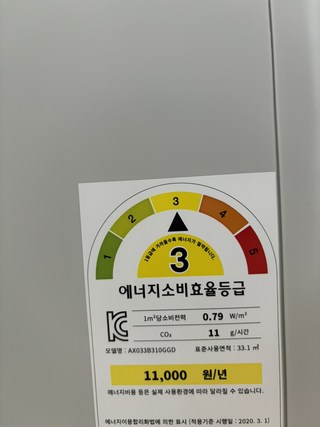 1 2 3 4 5
1등급에 가까울수록 에너지가 절약됩니다.
3
에너지소비효율등급
1m²당소비전력 0.79 W/m²
CO₂ 11 g/시간
모델명 : AX033B310GGD 표준사용면적 : 33.1 m²
11,000 원/년
에너지비용 등은 실제 사용환경에 따라 달라질 수 있습니다.
에너지이용합리화법에 의한 표시 (적용기준 시행일 : 2020. 3. 1)